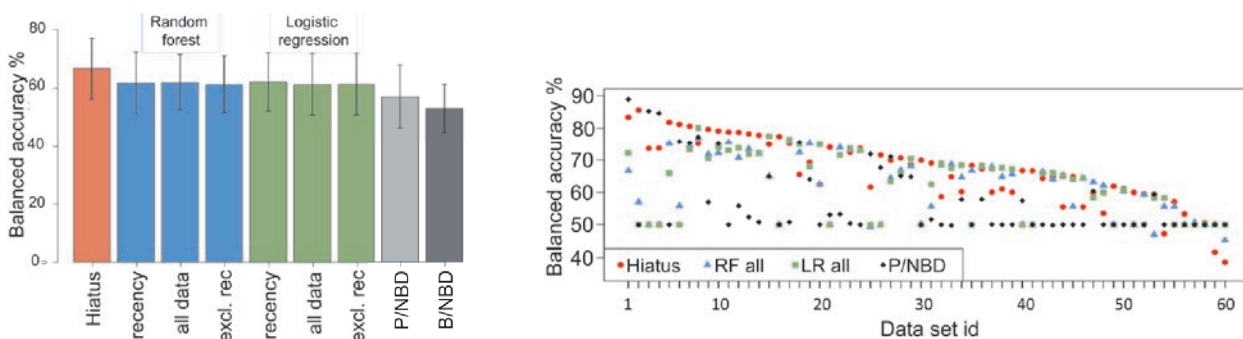 Balanced accuracy %
80
60
40
20
0
Random
forest
Logistic
regression
Hiatus
recency
all data
excl. rec
recency
all data
excl. rec
P/NBD
B/NBD
Balanced accuracy %
90
80
70
60
50
40
Hiatus RF all LR all P/NBD
1 10 20 30 40 50 60
Data set id